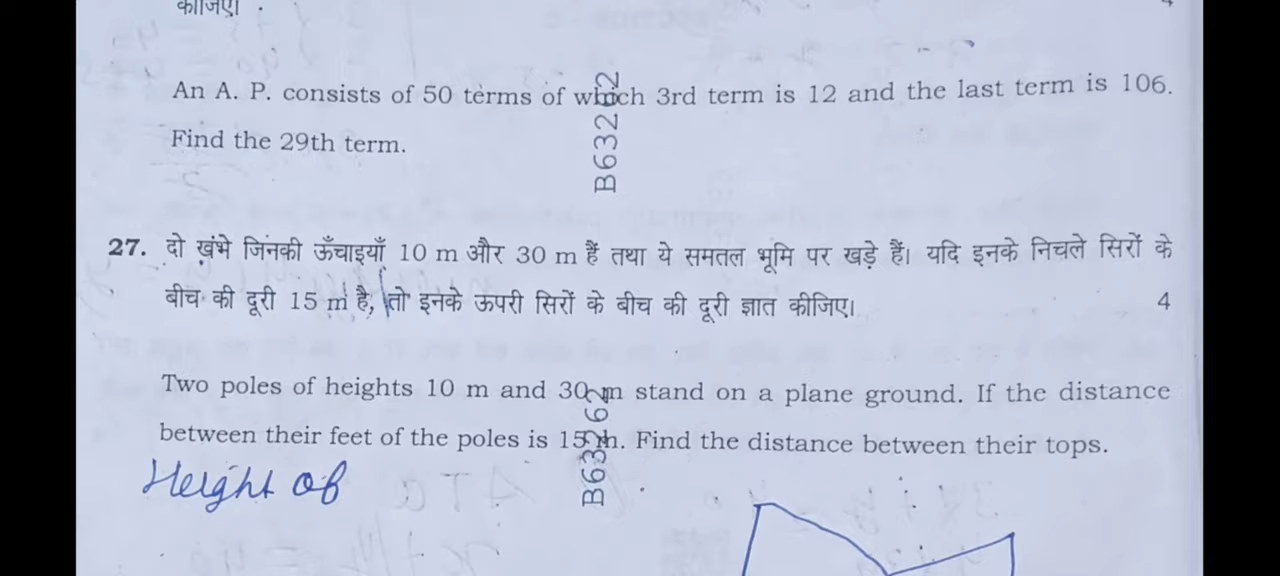 कीजिए।
An A. P. consists of 50 terms of which 3rd term is 12 and the last term is 106.
Find the 29th term.
B63262
27. दो खंभे जिनकी ऊँचाइयाँ 10 m और 30 m हैं तथा ये समतल भूमि पर खड़े हैं। यदि इनके निचले सिरों के
बीच की दूरी 15 m है, तो इनके ऊपरी सिरों के बीच की दूरी ज्ञात कीजिए। 4
Two poles of heights 10 m and 30 m stand on a plane ground. If the distance
between their feet of the poles is 15 m. Find the distance between their tops.
B63262
Height of